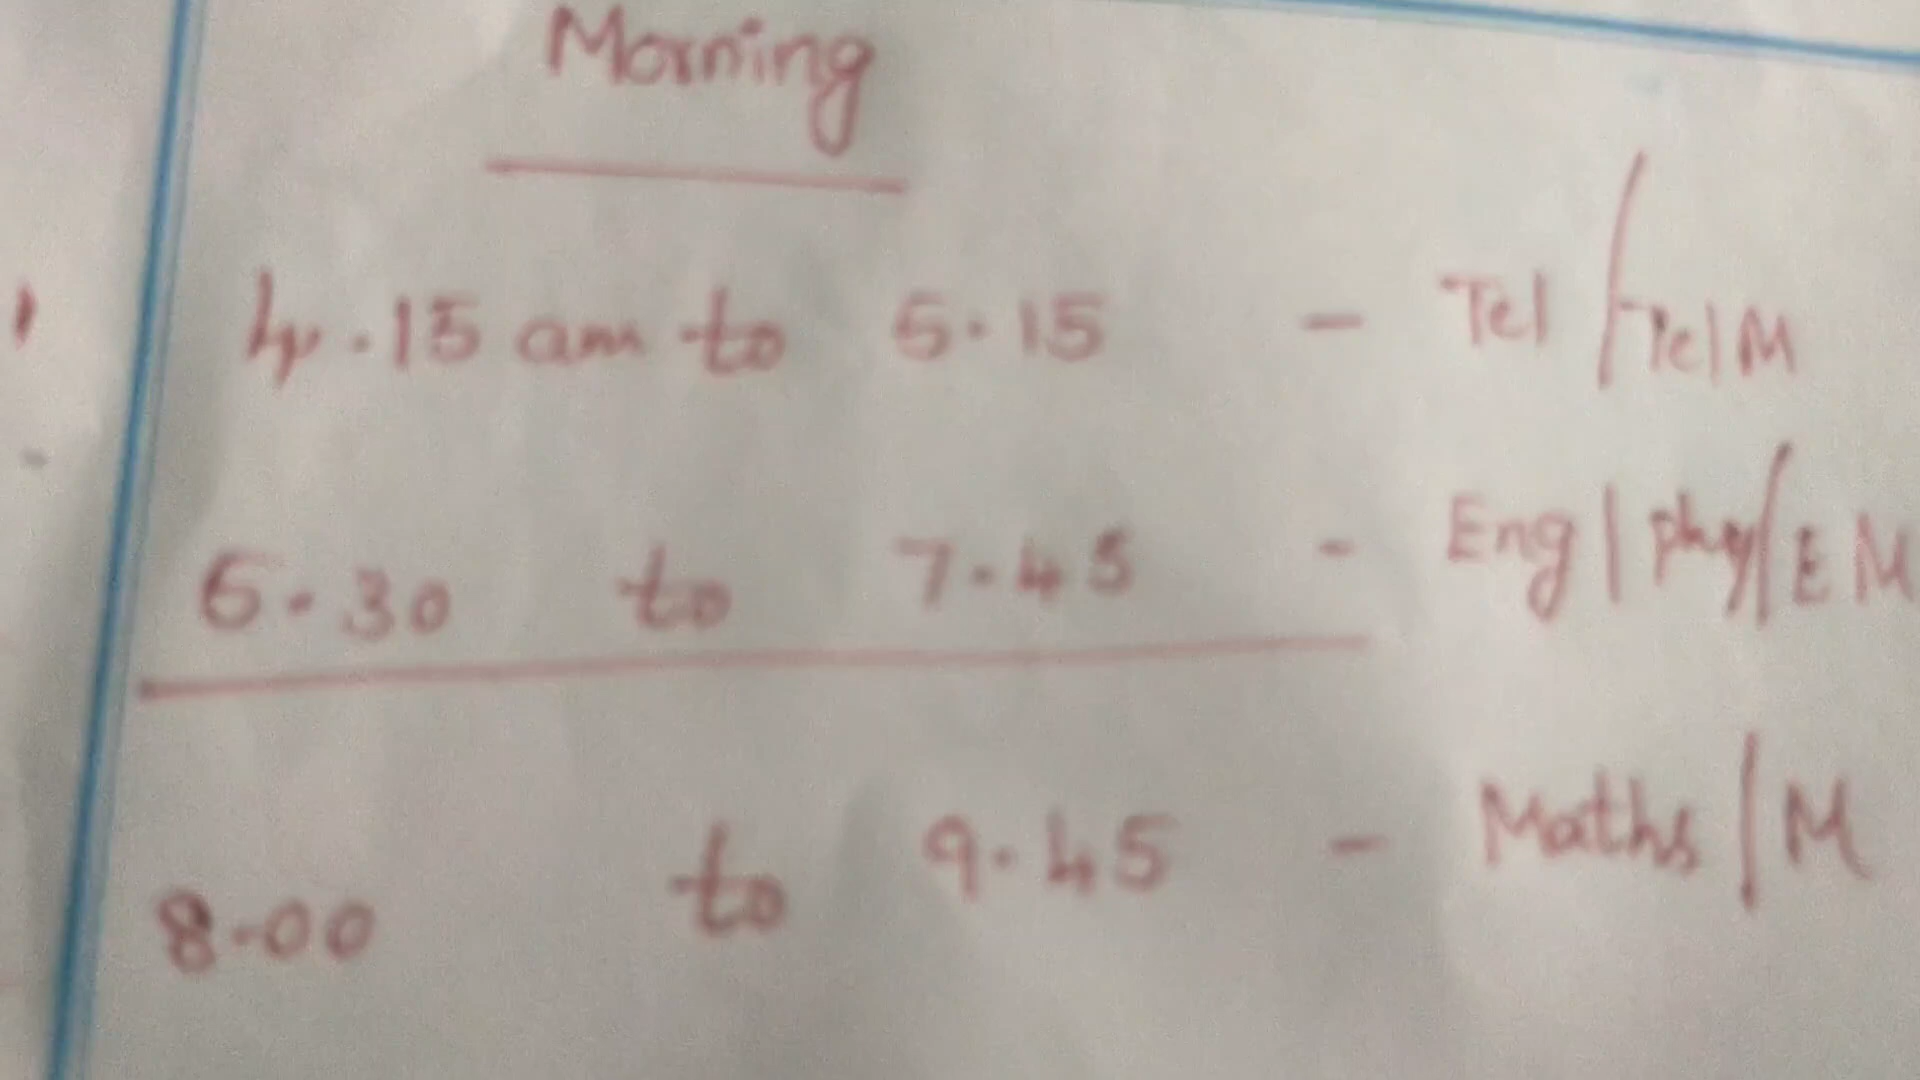 Morning
4.15 am to 5.15 - Tel / Tel M
6.30 to 7.45 - Eng | Phy / E M
8.00 to 9.45 - Maths | M